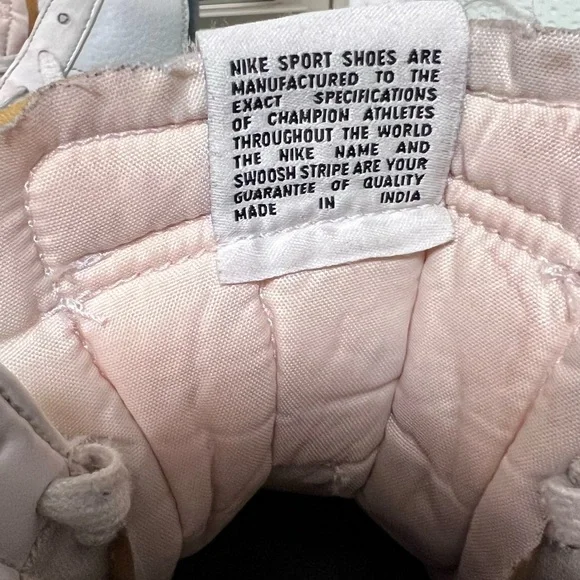 NIKE SPORT SHOES ARE
MANUFACTURED TO THE
EXACT SPECIFICATIONS
OF CHAMPION ATHLETES
THROUGHOUT THE WORLD
THE NIKE NAME AND
SWOOSH STRIPE ARE YOUR
GUARANTEE OF QUALITY
MADE IN INDIA